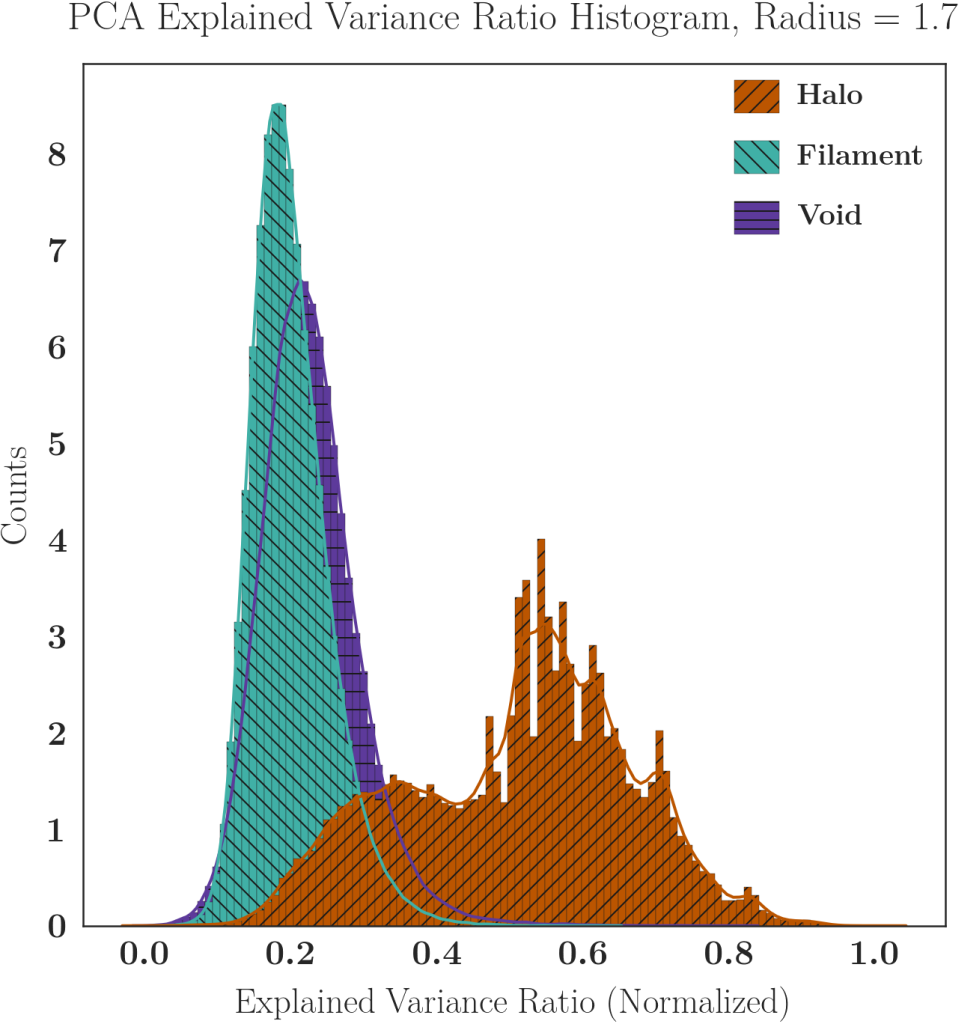 PCA Explained Variance Ratio Histogram, Radius = 1.7
Halo
Filament
Void
8
7
6
5
4
3
2
1
0
Counts
0.0 0.2 0.4 0.6 0.8 1.0
Explained Variance Ratio (Normalized)